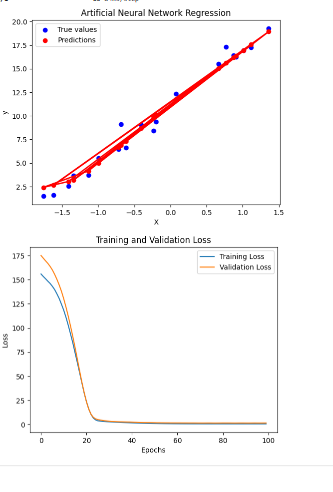 Artificial Neural Network Regression
20.0
17.5
15.0
12.5
10.0
7.5
5.0
2.5
y
True values
Predictions
−1.5 −1.0 −0.5 0.0 0.5 1.0 1.5
X
Training and Validation Loss
175
150
125
100
75
50
25
0
Loss
Training Loss
Validation Loss
0 20 40 60 80 100
Epochs